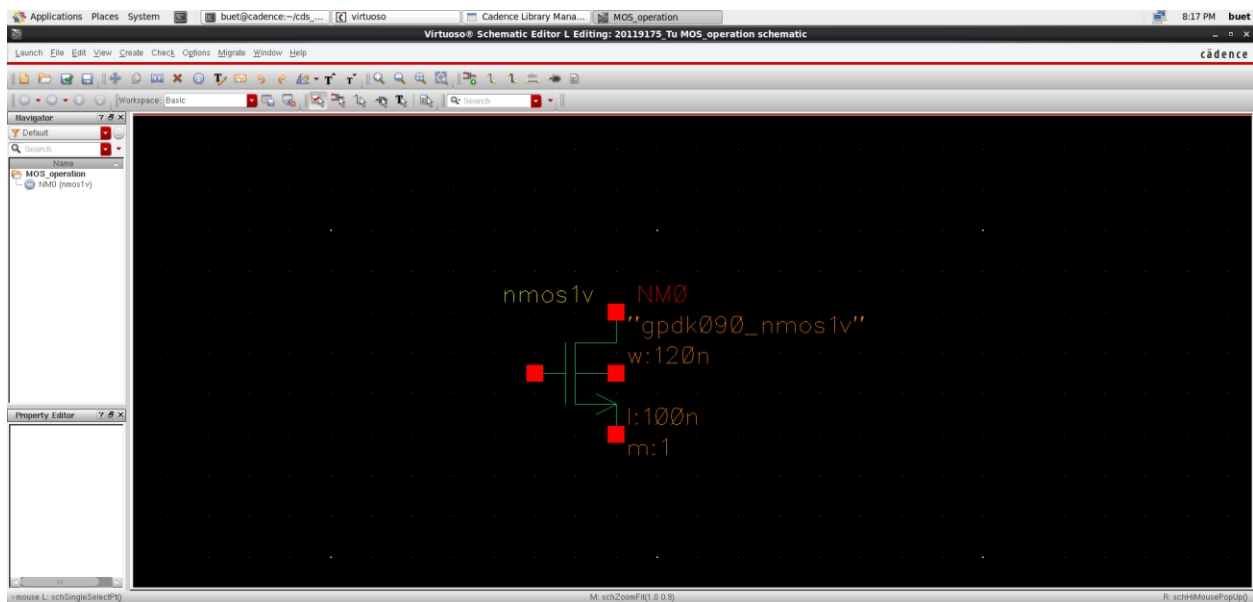 Applications Places System buet@cadence:~/cds_... virtuoso Cadence Library Mana... MOS_operation 8:17 PM buet
Virtuoso® Schematic Editor L Editing: 20119175_Tu MOS_operation schematic
Launch File Edit View Create Check Options Migrate Window Help cādence
Workspace: Basic Search
Navigator
Default
Search
Name
MOS_operation
NM0 (nmos1v)
nmos1v NM0
"gpdk090_nmos1v"
w:120n
l:100n
m:1
Property Editor
mouse L: schSingleSelectPt() M: schZoomFit(1.0 0.9) R: schHiMousePopUp()